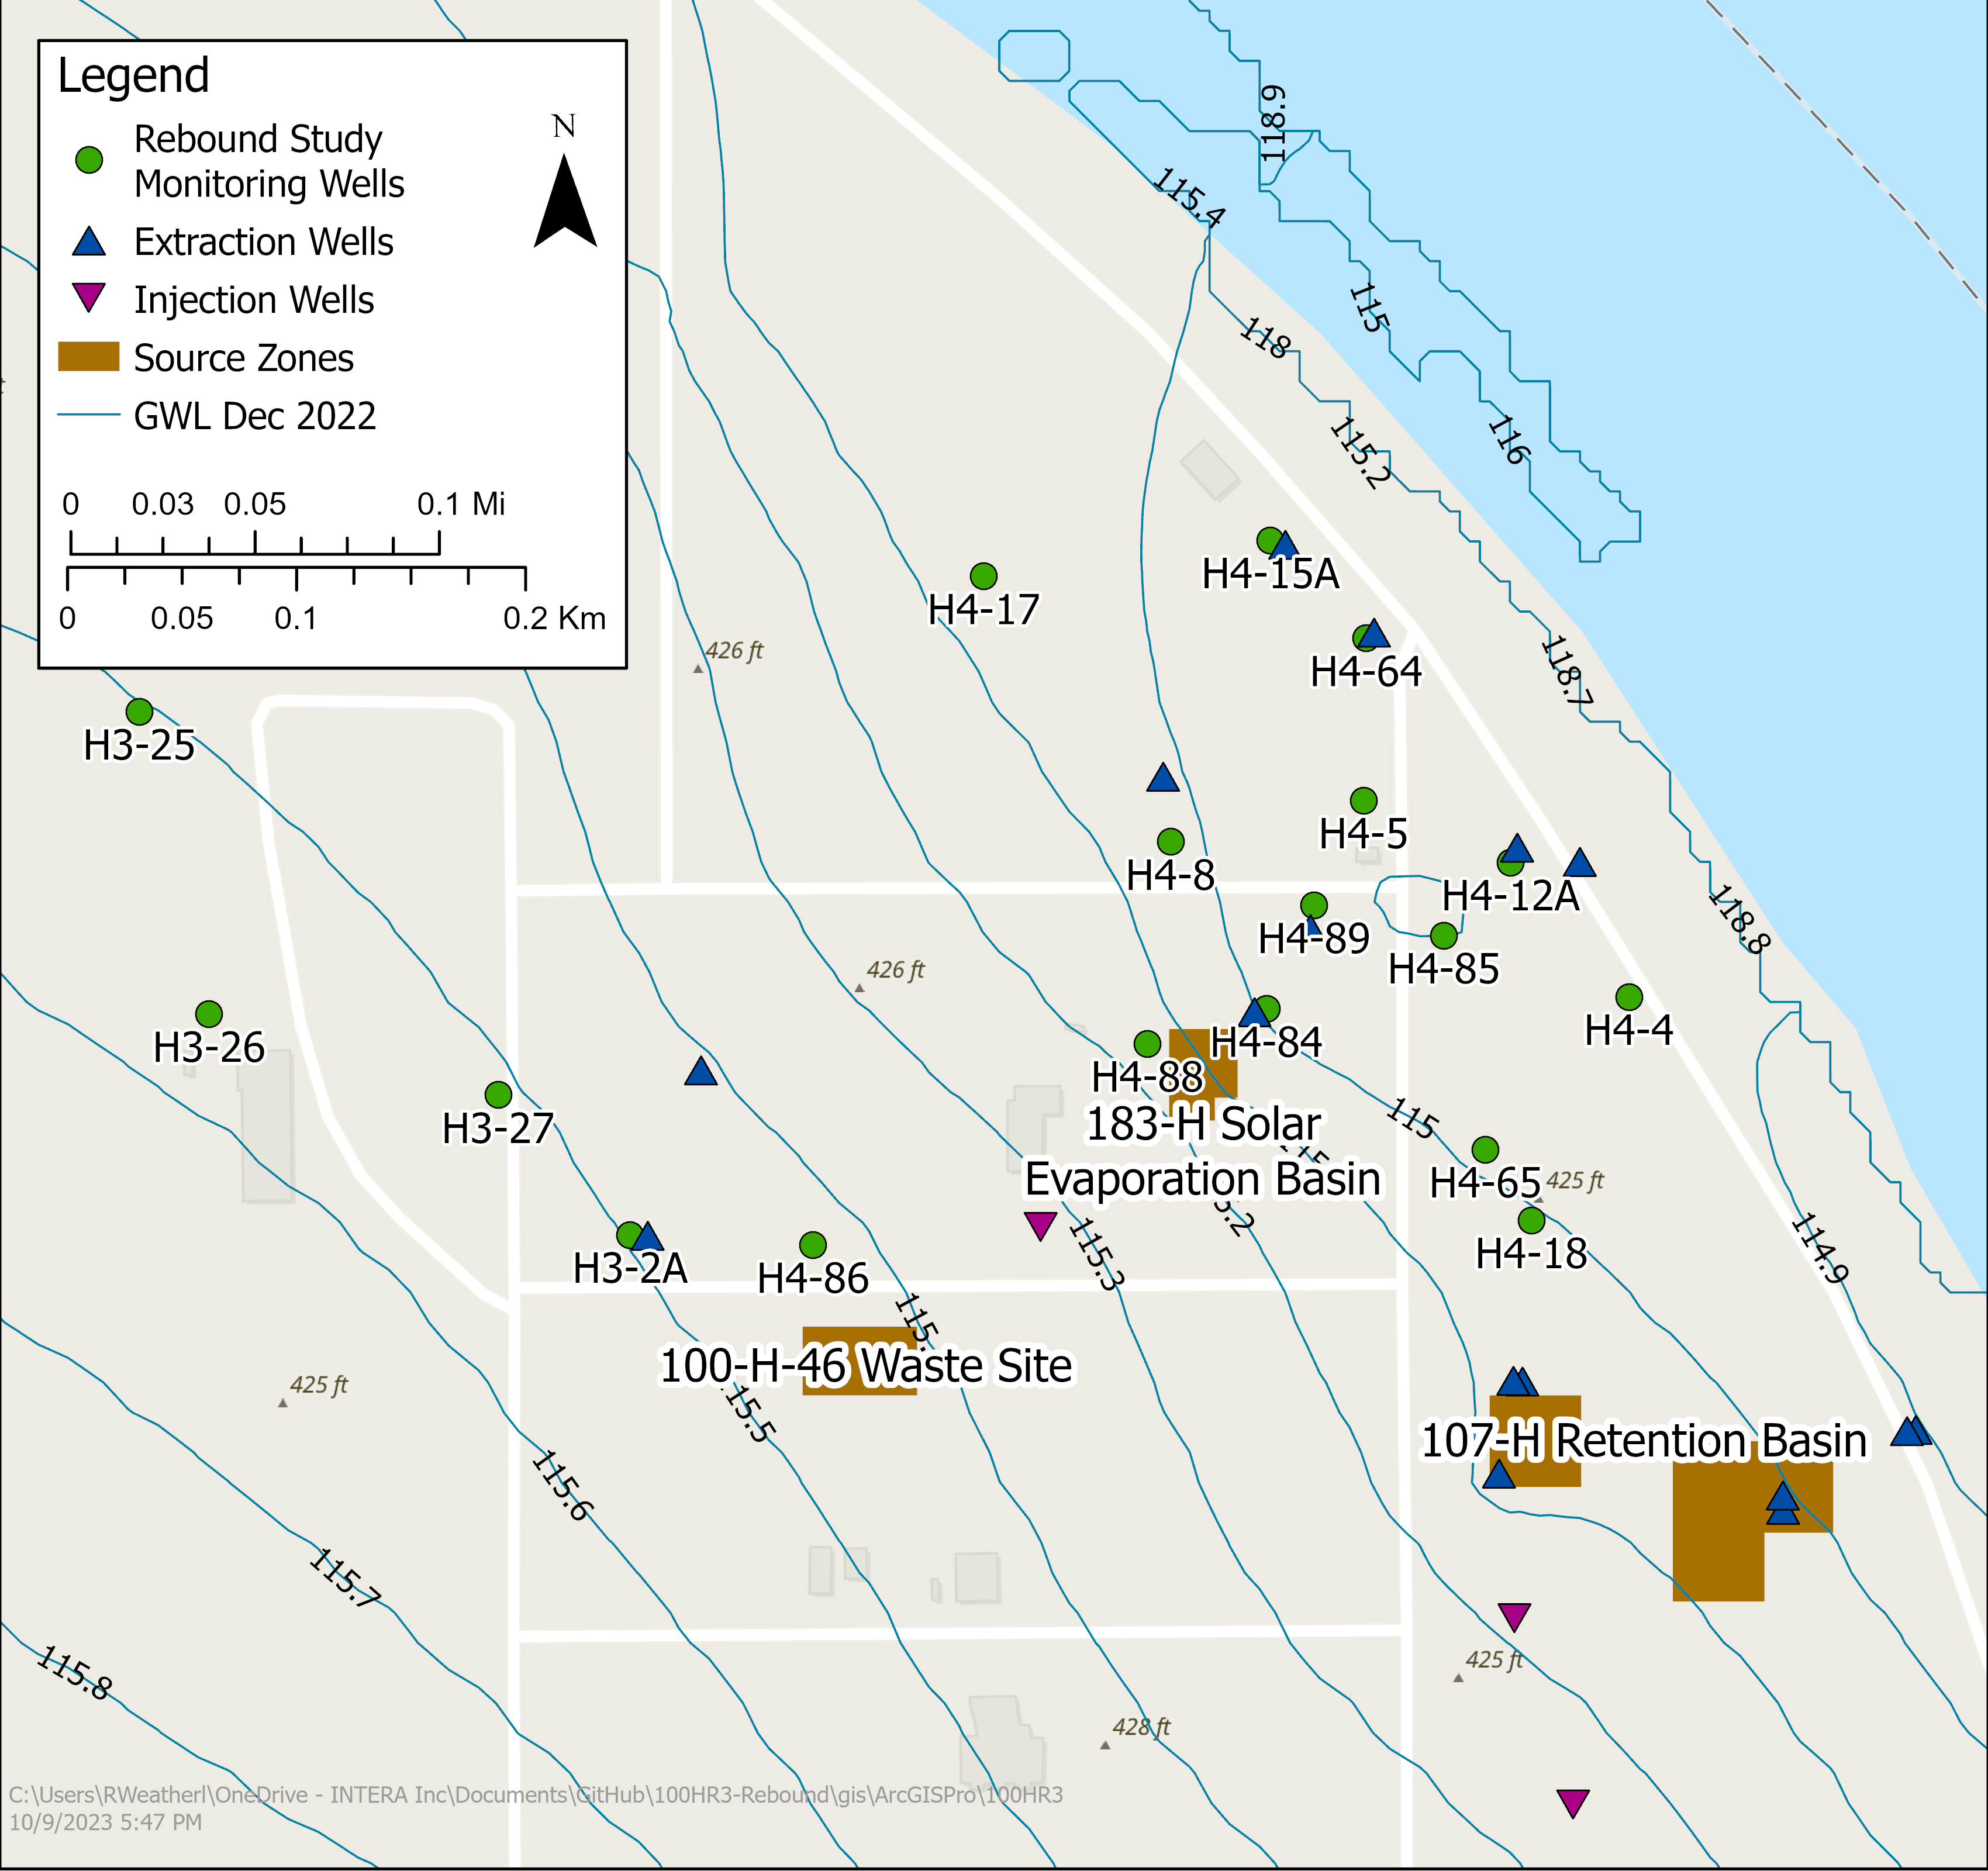 Legend
N
Rebound Study
Monitoring Wells
Extraction Wells
Injection Wells
Source Zones
GWL Dec 2022
0 0.03 0.05 0.1 Mi
0 0.05 0.1 0.2 Km
118.9
115.4
115
118
115.2
116
H4-15A
H4-17
426 ft
H4-64
118.7
H3-25
H4-5
H4-8
H4-12A
118.8
H4-89
426 ft
H4-85
H4-4
H3-26
H4-84
H4-88
H3-27
183-H Solar
115
Evaporation Basin
H4-65
425 ft
115.3
H4-18
114.9
H3-2A
H4-86
100-H-46 Waste Site
425 ft
115.5
107-H Retention Basin
115.6
115.7
115.8
425 ft
428 ft
C:\Users\RWeatherl\OneDrive - INTERA Inc\Documents\GitHub\100HR3-Rebound\gis\ArcGISPro\100HR3
10/9/2023 5:47 PM